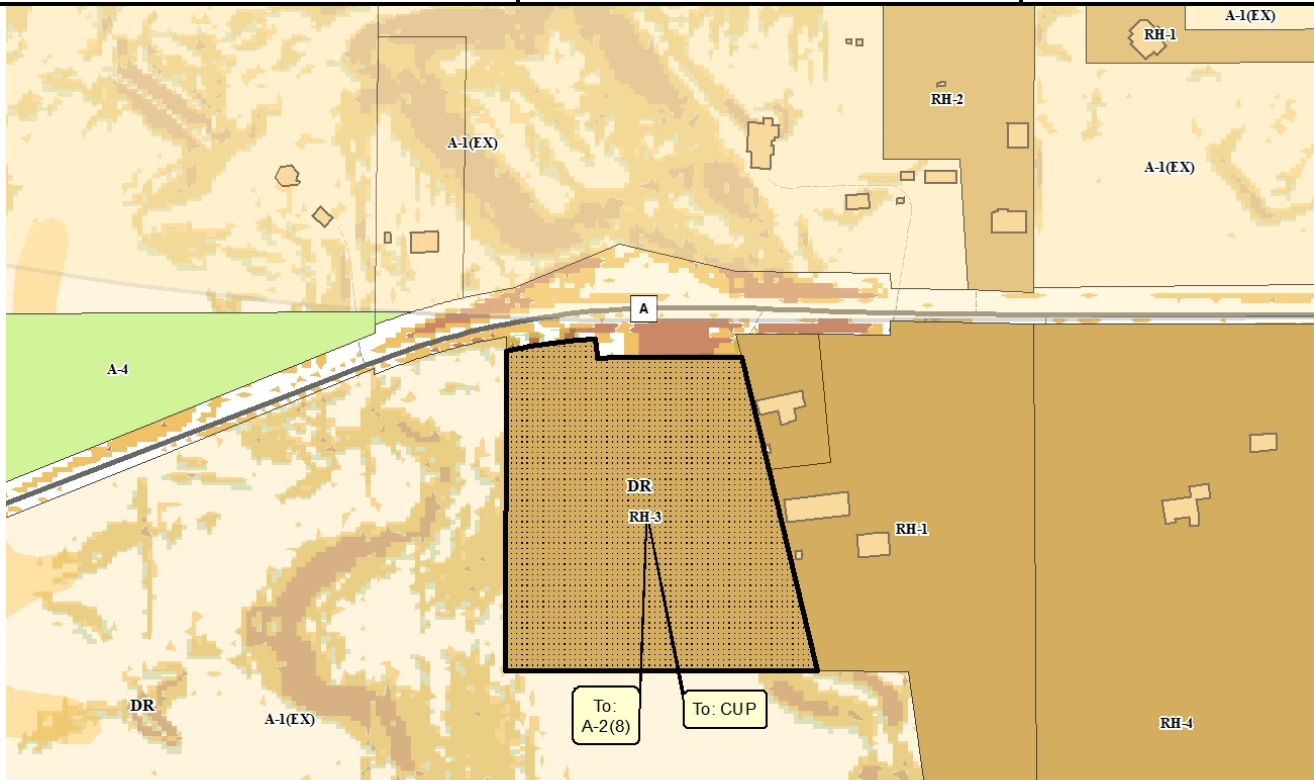 A-1(EX)
RH-1
RH-2
A-1(EX)
A-1(EX)
A
A-4
DR
RH-3
RH-1
To:
A-2(8)
To: CUP
DR
A-1(EX)
RH-4